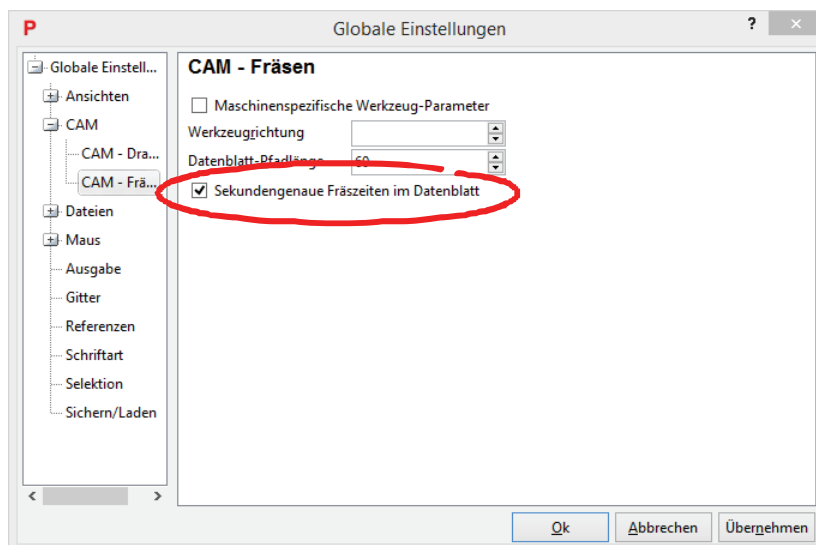 P Globale Einstellungen ? ×
Globale Einstell...
Ansichten
CAM
CAM - Dra...
CAM - Frä...
Dateien
Maus
Ausgabe
Gitter
Referenzen
Schriftart
Selektion
Sichern/Laden
CAM - Fräsen
Maschinenspezifische Werkzeug-Parameter
Werkzeugrichtung
Datenblatt-Pfadlänge 60
Sekundengenaue Fräszeiten im Datenblatt
Ok Abbrechen Übernehmen